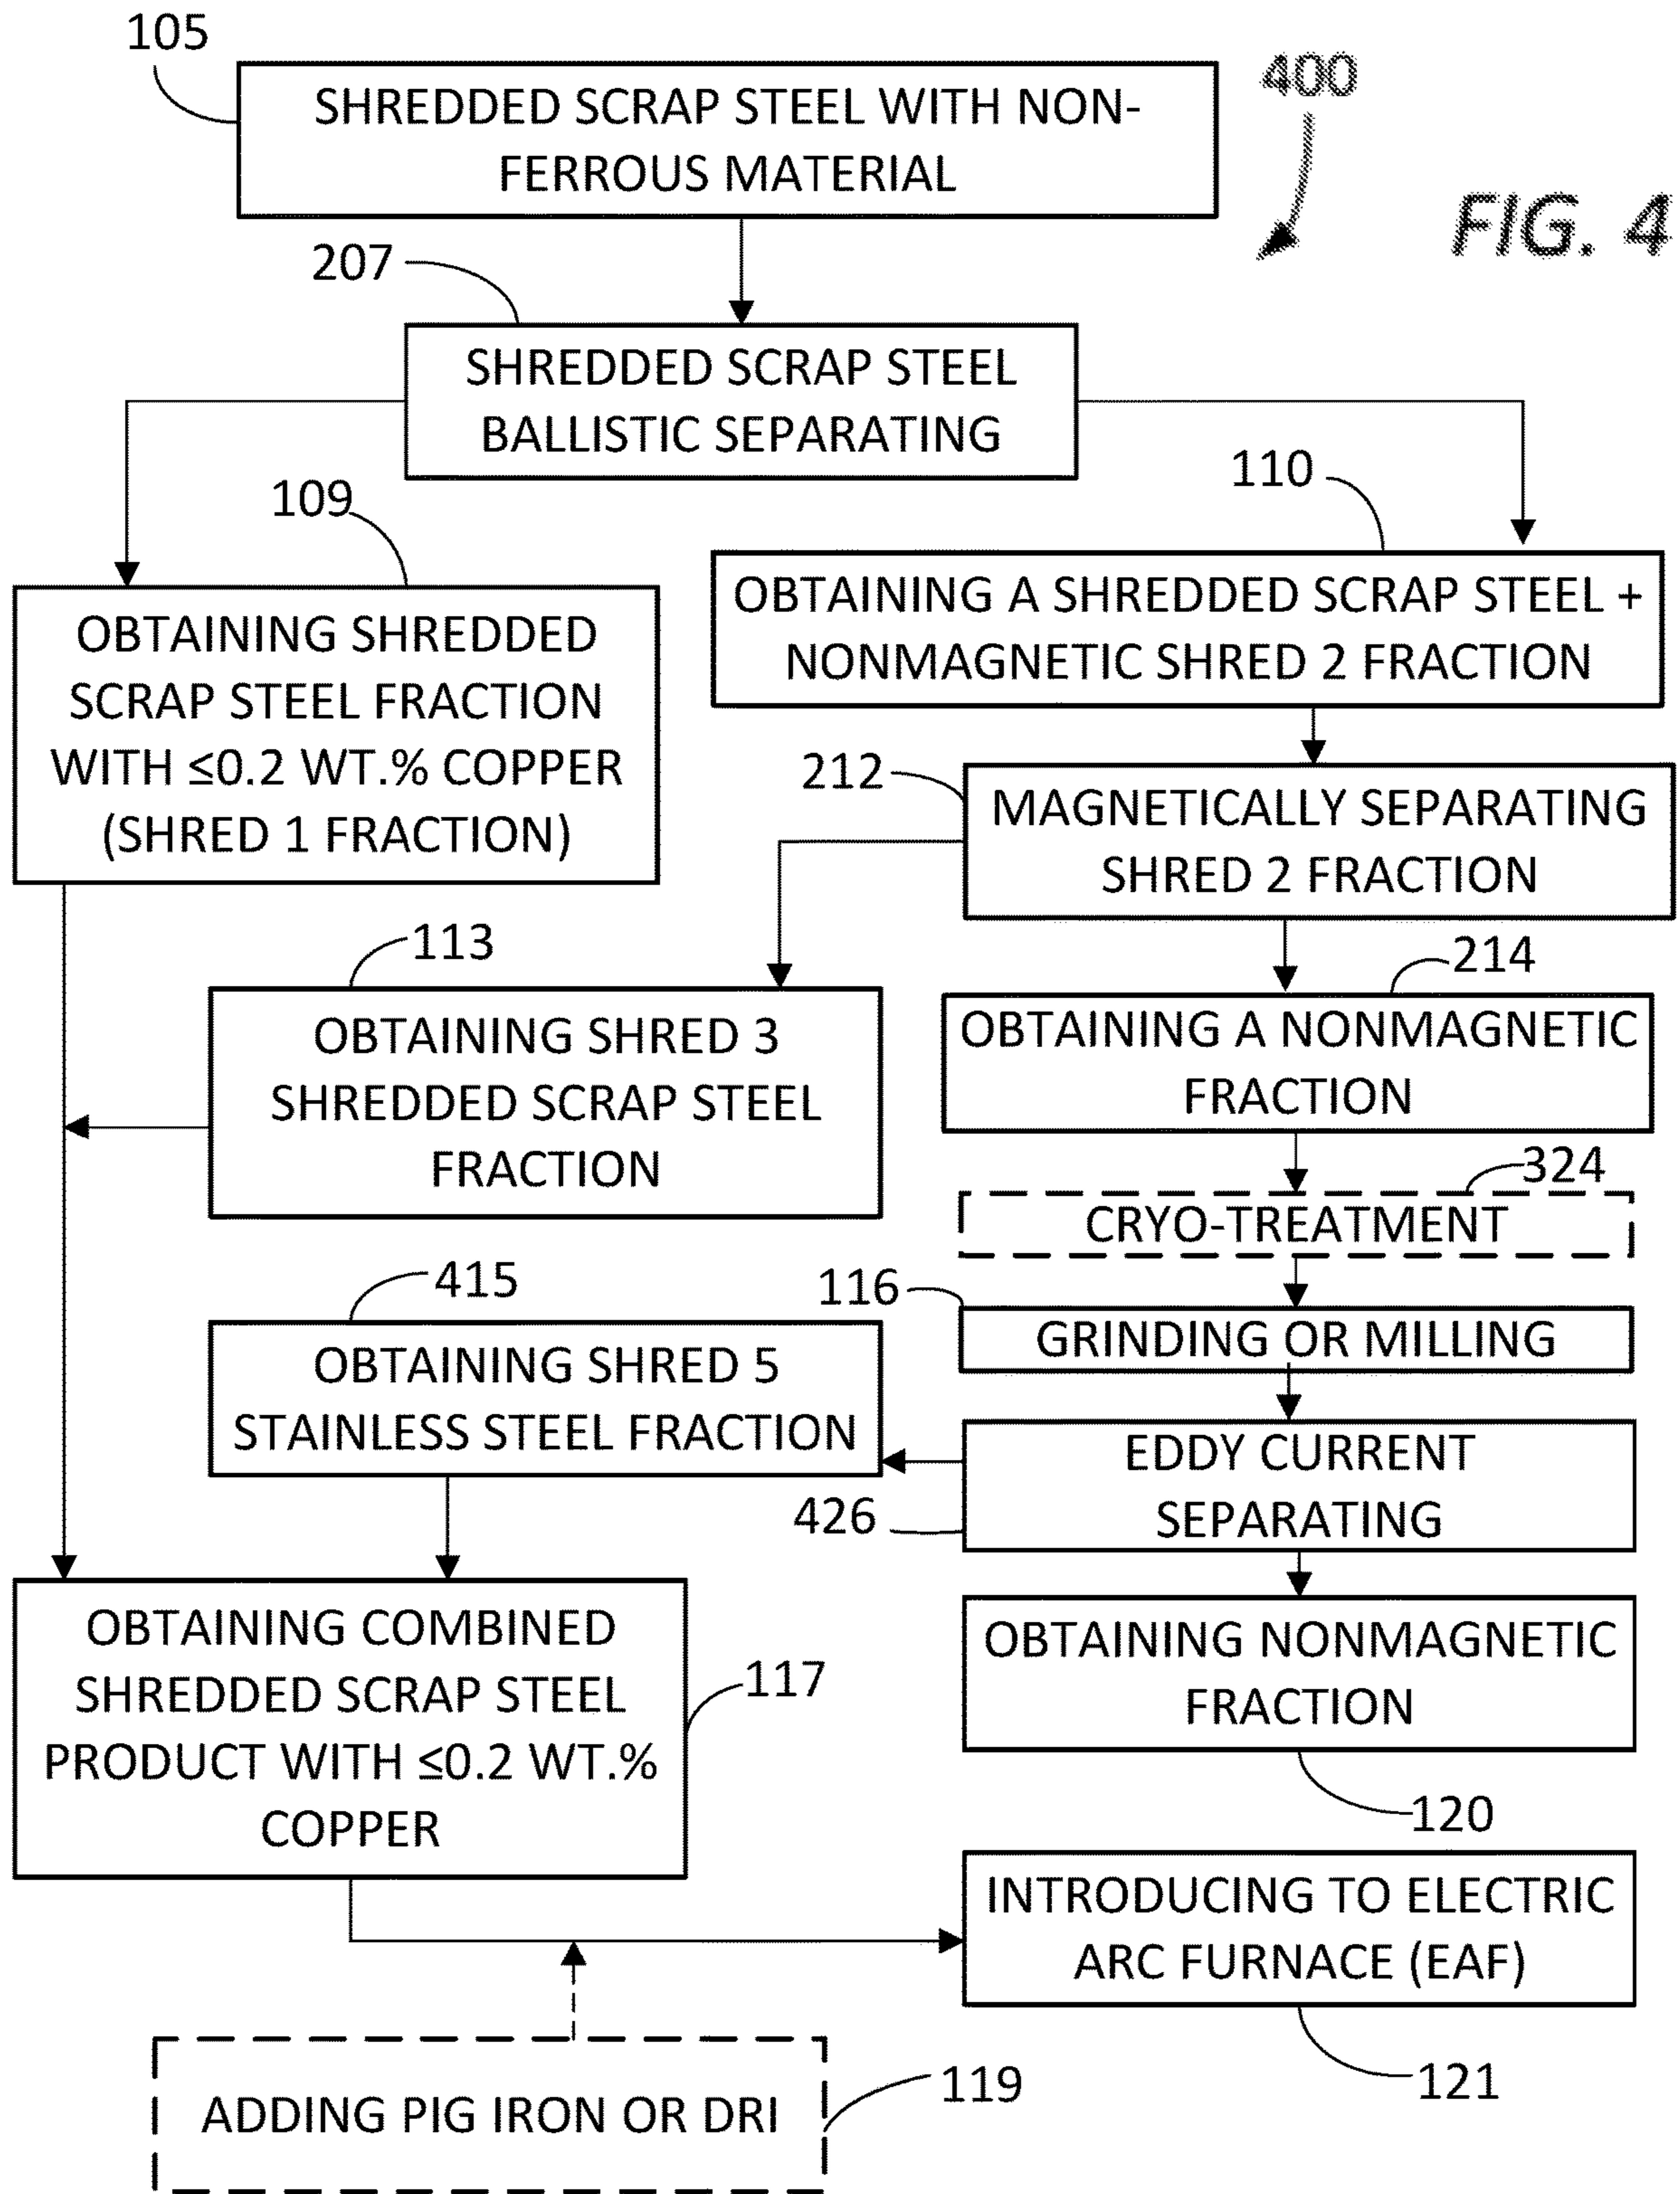 105
SHREDDED SCRAP STEEL WITH NON-
FERROUS MATERIAL
400
FIG. 4
207
SHREDDED SCRAP STEEL
BALLISTIC SEPARATING
109
OBTAINING SHREDDED
SCRAP STEEL FRACTION
WITH ≤0.2 WT.% COPPER
(SHRED 1 FRACTION)
110
OBTAINING A SHREDDED SCRAP STEEL +
NONMAGNETIC SHRED 2 FRACTION
212
MAGNETICALLY SEPARATING
SHRED 2 FRACTION
113
OBTAINING SHRED 3
SHREDDED SCRAP STEEL
FRACTION
214
OBTAINING A NONMAGNETIC
FRACTION
324
CRYO-TREATMENT
116
GRINDING OR MILLING
415
OBTAINING SHRED 5
STAINLESS STEEL FRACTION
EDDY CURRENT
SEPARATING
426
OBTAINING COMBINED
SHREDDED SCRAP STEEL
PRODUCT WITH ≤0.2 WT.%
COPPER
117
OBTAINING NONMAGNETIC
FRACTION
120
INTRODUCING TO ELECTRIC
ARC FURNACE (EAF)
121
ADDING PIG IRON OR DRI
119